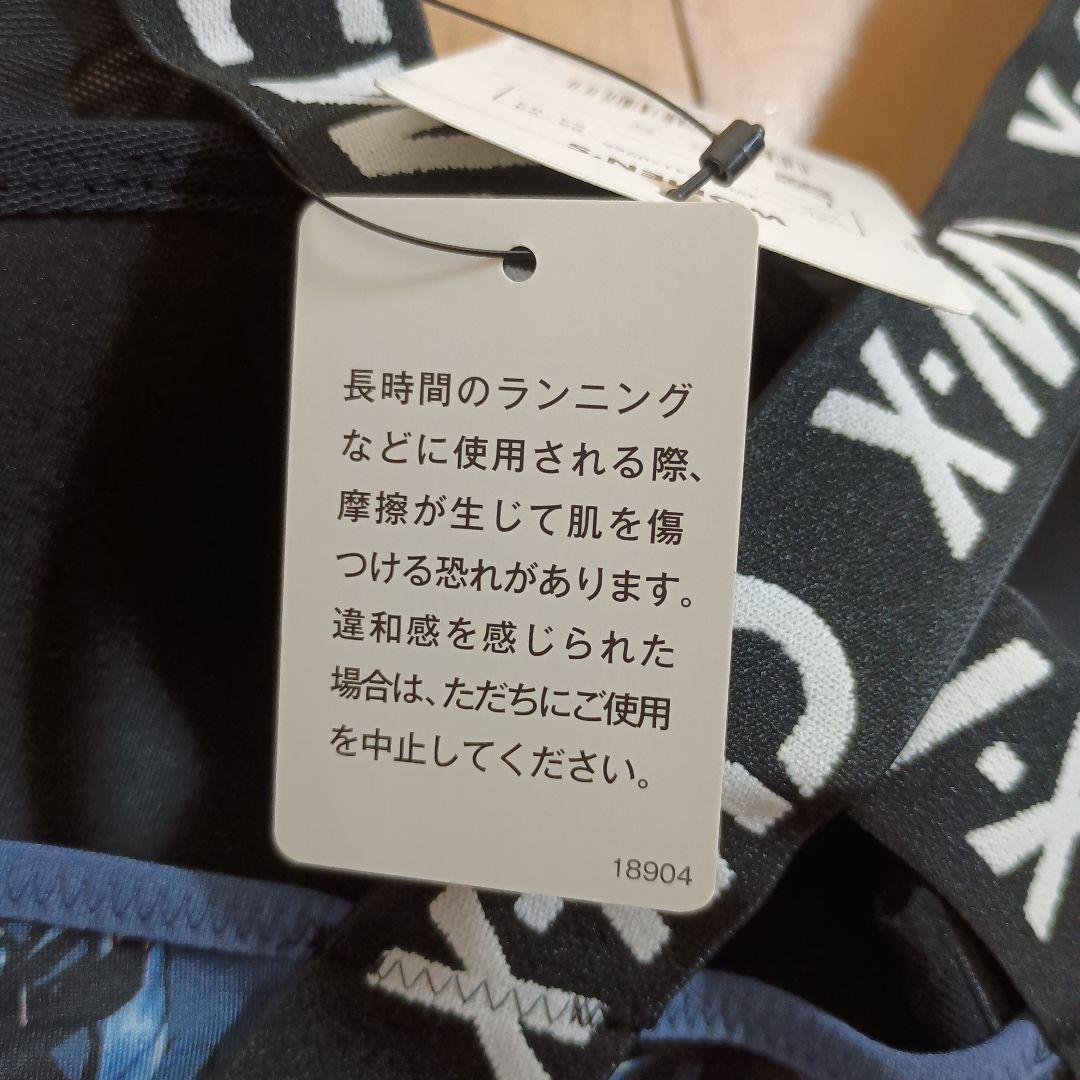 WOMEN'S
長時間のランニング
などに使用される際、
摩擦が生じて肌を傷
つける恐れがあります。
違和感を感じられた
場合は、ただちにご使用
を中止してください。
18904